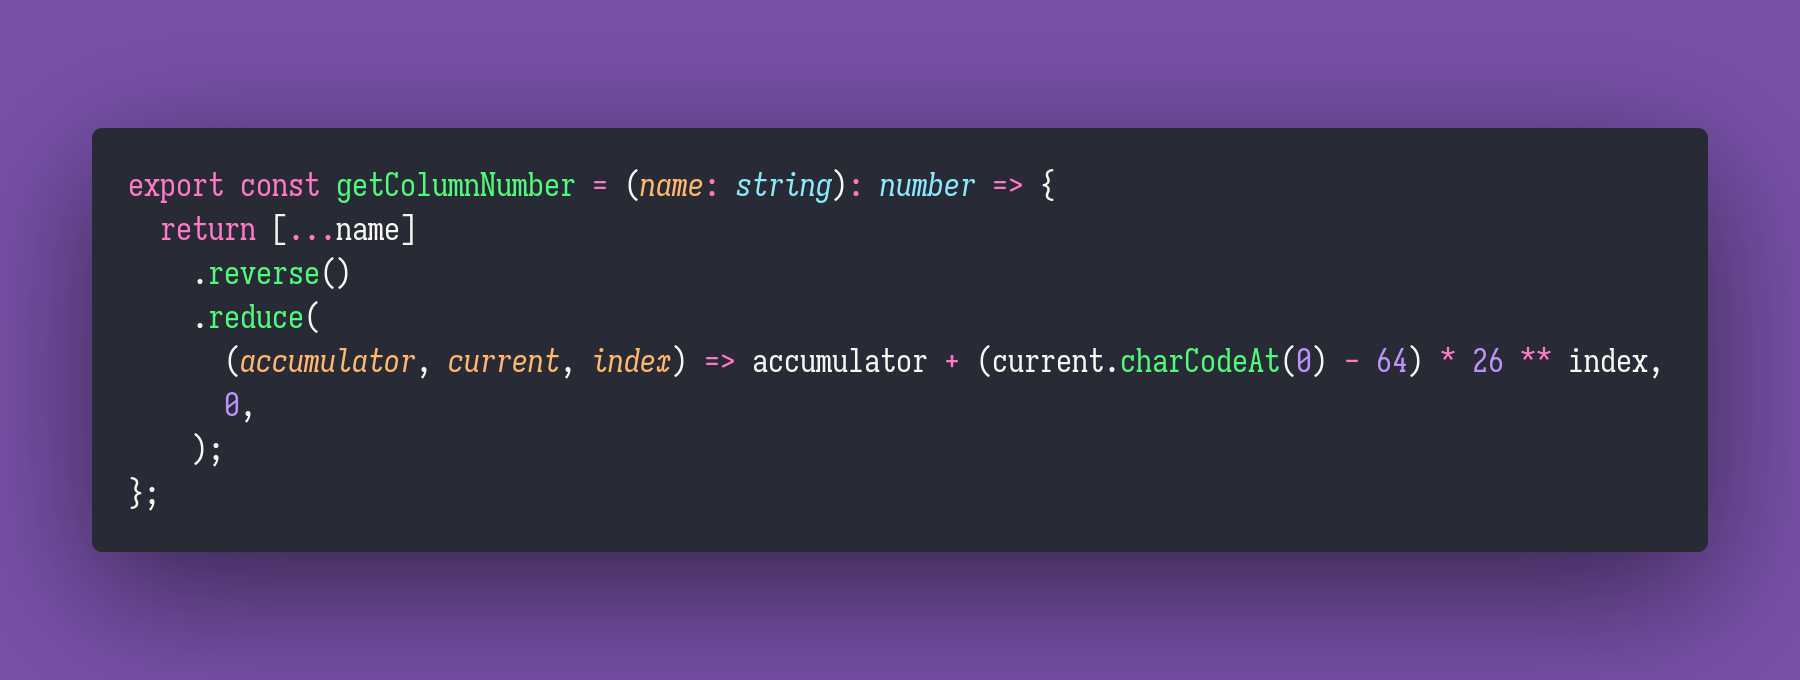 export const getColumnNumber = (name: string): number => {
  return [...name]
    .reverse()
    .reduce(
      (accumulator, current, index) => accumulator + (current.charCodeAt(0) - 64) * 26 ** index,
      0,
    );
};